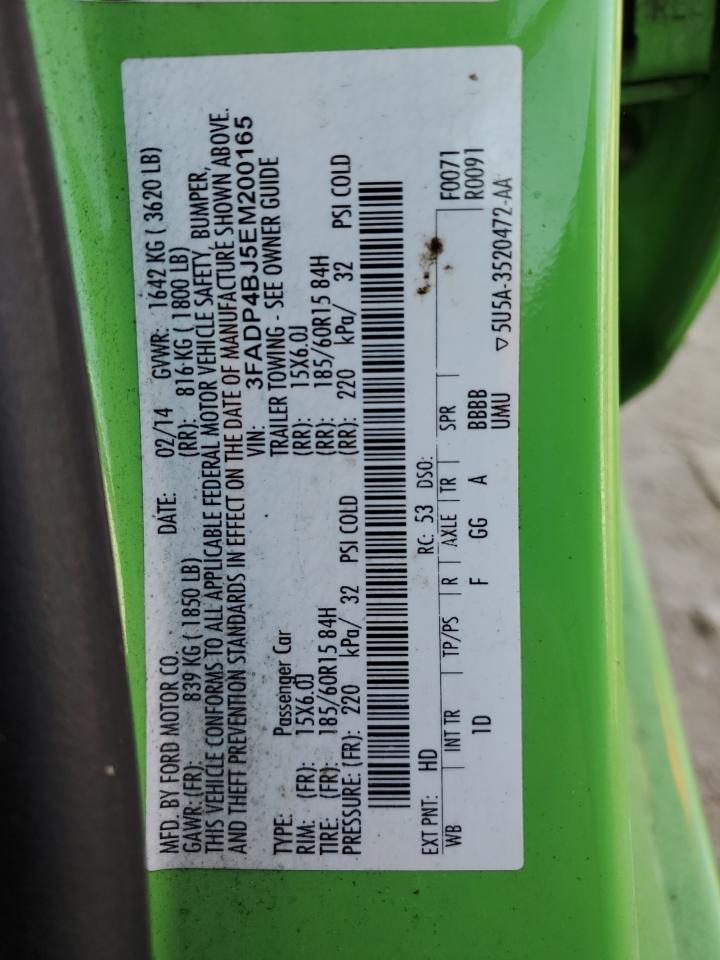 MFD. BY FORD MOTOR CO. DATE: 02/14 GVWR: 1642 KG ( 3620 LB)
GAWR: (FR): 839 KG ( 1850 LB) (RR): 816 KG ( 1800 LB)
THIS VEHICLE CONFORMS TO ALL APPLICABLE FEDERAL MOTOR VEHICLE SAFETY, BUMPER,
AND THEFT PREVENTION STANDARDS IN EFFECT ON THE DATE OF MANUFACTURE SHOWN ABOVE.
VIN: 3FADP4BJ5EM200165
TYPE: Passenger Car TRAILER TOWING - SEE OWNER GUIDE
RIM: (FR): 15X6.0J (RR): 15X6.0J
TIRE: (FR): 185/60R15 84H (RR): 185/60R15 84H
PRESSURE: (FR): 220 kPa/ 32 PSI COLD (RR): 220 kPa/ 32 PSI COLD
EXT PNT: HD RC: 53 DSO: F0071
WB INT TR TP/PS R AXLE TR SPR R0091
1D F GG A BBBB
UMU ▽5U5A-3520472-AA